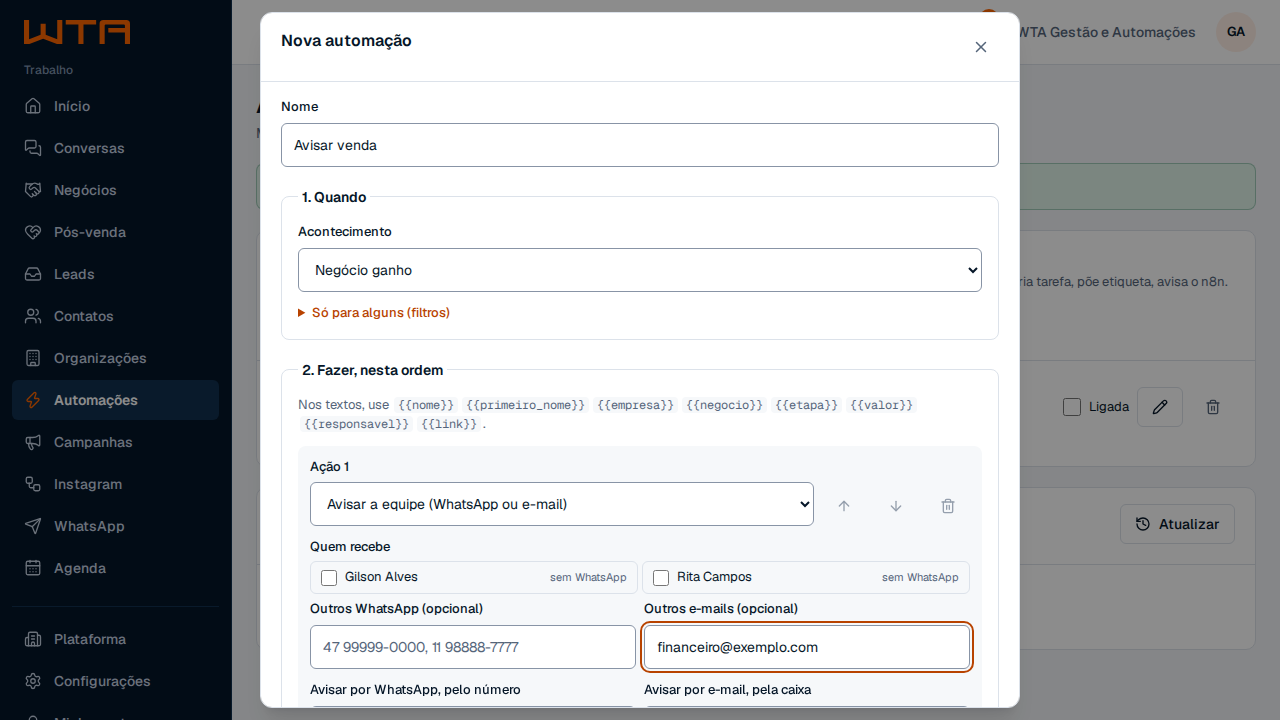 WTA
Trabalho
Início
Conversas
Negócios
Pós-venda
Leads
Contatos
Organizações
Automações
Campanhas
Instagram
WhatsApp
Agenda
Plataforma
Configurações
WTA Gestão e Automações
GA
ria tarefa, põe etiqueta, avisa o n8n.
Ligada
Atualizar
Nova automação
Nome
Avisar venda
1. Quando
Acontecimento
Negócio ganho
Só para alguns (filtros)
2. Fazer, nesta ordem
Nos textos, use {{nome}} {{primeiro_nome}} {{empresa}} {{negocio}} {{etapa}} {{valor}}
{{responsavel}} {{link}} .
Ação 1
Avisar a equipe (WhatsApp ou e-mail)
Quem recebe
Gilson Alves sem WhatsApp
Rita Campos sem WhatsApp
Outros WhatsApp (opcional)
Outros e-mails (opcional)
47 99999-0000, 11 98888-7777
financeiro@exemplo.com
Avisar por WhatsApp, pelo número
Avisar por e-mail, pela caixa